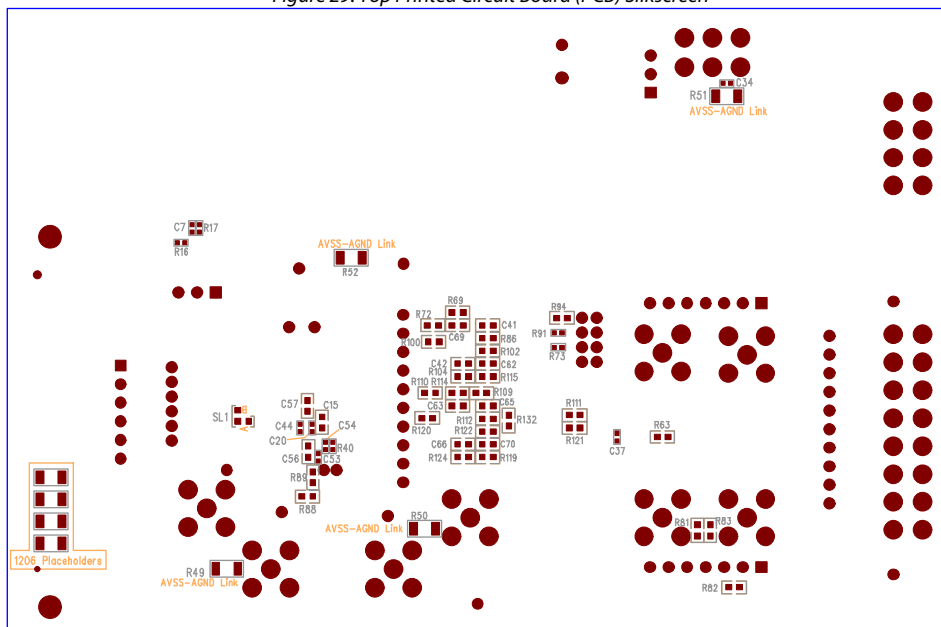 Figure 29. Top Printed Circuit Board (PCB) Silkscreen
C34
R51
AVSS-AGND Link
C7
R17
R16
AVSS-AGND Link
R52
R69
R94
R72
C69
C41
R91
R86
R100
R73
R102
C42
C62
R104
R115
R110
R114
R109
C57
C15
C63
C65
SL1
B
A
C44
C54
R120
R112
R132
R111
C20
R122
R121
R63
C56
R40
C66
C70
C37
C53
R124
R119
R89
R88
R50
AVSS-AGND Link
R81
R83
1206 Placeholders
R49
AVSS-AGND Link
R82